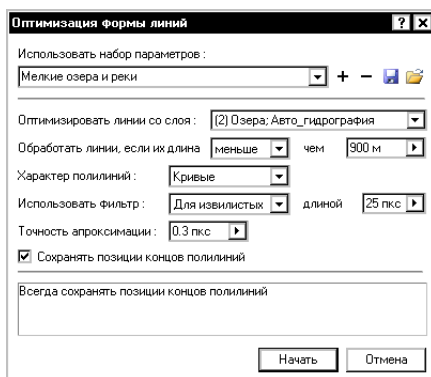 Оптимизация формы линий
Использовать набор параметров :
Мелкие озера и реки
Оптимизировать линии со слоя : (2) Озера; Авто_гидрография
Обработать линии, если их длина меньше чем 900 м
Характер полилиний : Кривые
Использовать фильтр : Для извилистых длиной 25 пкс
Точность апроксимации : 0.3 пкс
Сохранять позиции концов полилиний
Всегда сохранять позиции концов полилиний
Начать Отмена